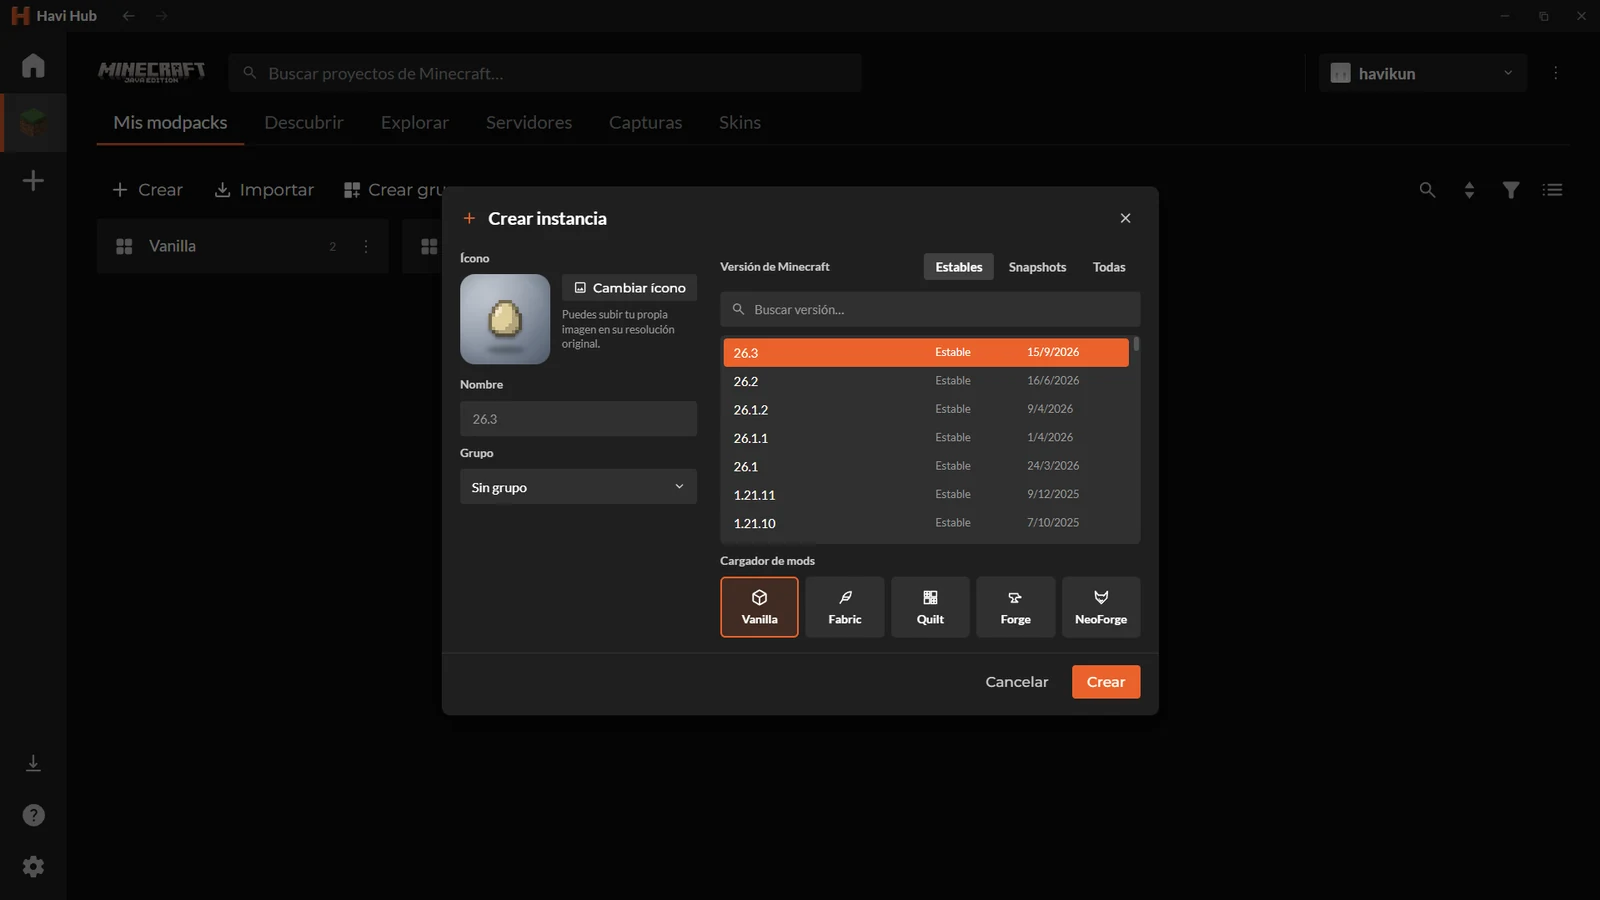 Havi Hub
MINECRAFT
JAVA EDITION
Buscar proyectos de Minecraft...
havikun
Mis modpacks
Descubrir
Explorar
Servidores
Capturas
Skins
Crear
Importar
Crear gru
Vanilla
2
Crear instancia
Ícono
Cambiar ícono
Puedes subir tu propia
imagen en su resolución
original.
Nombre
26.3
Grupo
Sin grupo
Versión de Minecraft
Estables
Snapshots
Todas
Buscar versión...
26.3 Estable 15/9/2026
26.2 Estable 16/6/2026
26.1.2 Estable 9/4/2026
26.1.1 Estable 1/4/2026
26.1 Estable 24/3/2026
1.21.11 Estable 9/12/2025
1.21.10 Estable 7/10/2025
Cargador de mods
Vanilla
Fabric
Quilt
Forge
NeoForge
Cancelar
Crear